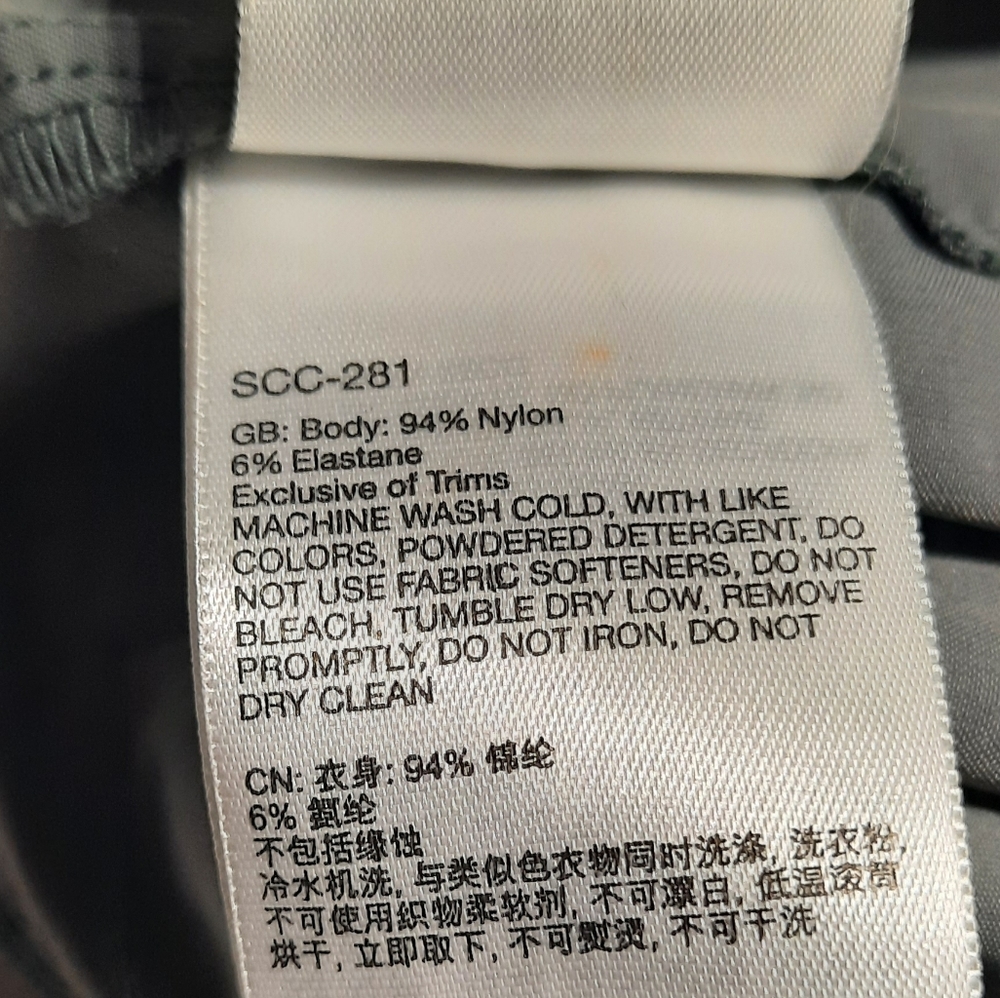 SCC-281
GB: Body: 94% Nylon
6% Elastane
Exclusive of Trims
MACHINE WASH COLD, WITH LIKE
COLORS, POWDERED DETERGENT, DO
NOT USE FABRIC SOFTENERS, DO NOT
BLEACH, TUMBLE DRY LOW, REMOVE
PROMPTLY, DO NOT IRON, DO NOT
DRY CLEAN
CN: 衣身: 94% 锦纶
6% 氨纶
不包括缘蚀
冷水机洗, 与类似色衣物同时洗涤, 洗衣粉,
不可使用织物柔软剂, 不可漂白, 低温滚筒
烘干, 立即取下, 不可熨烫, 不可干洗